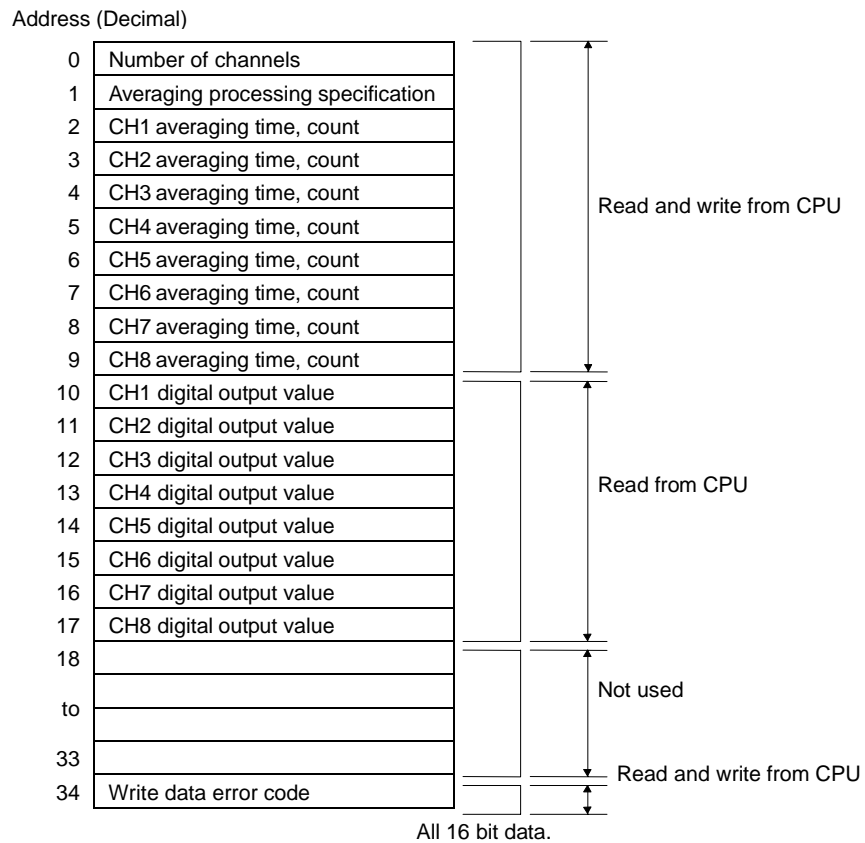 Address (Decimal)
0 Number of channels
1 Averaging processing specification
2 CH1 averaging time, count
3 CH2 averaging time, count
4 CH3 averaging time, count
5 CH4 averaging time, count
6 CH5 averaging time, count
7 CH6 averaging time, count
8 CH7 averaging time, count
9 CH8 averaging time, count
Read and write from CPU
10 CH1 digital output value
11 CH2 digital output value
12 CH3 digital output value
13 CH4 digital output value
14 CH5 digital output value
15 CH6 digital output value
16 CH7 digital output value
17 CH8 digital output value
Read from CPU
18
to
33
Not used
34 Write data error code
Read and write from CPU
All 16 bit data.